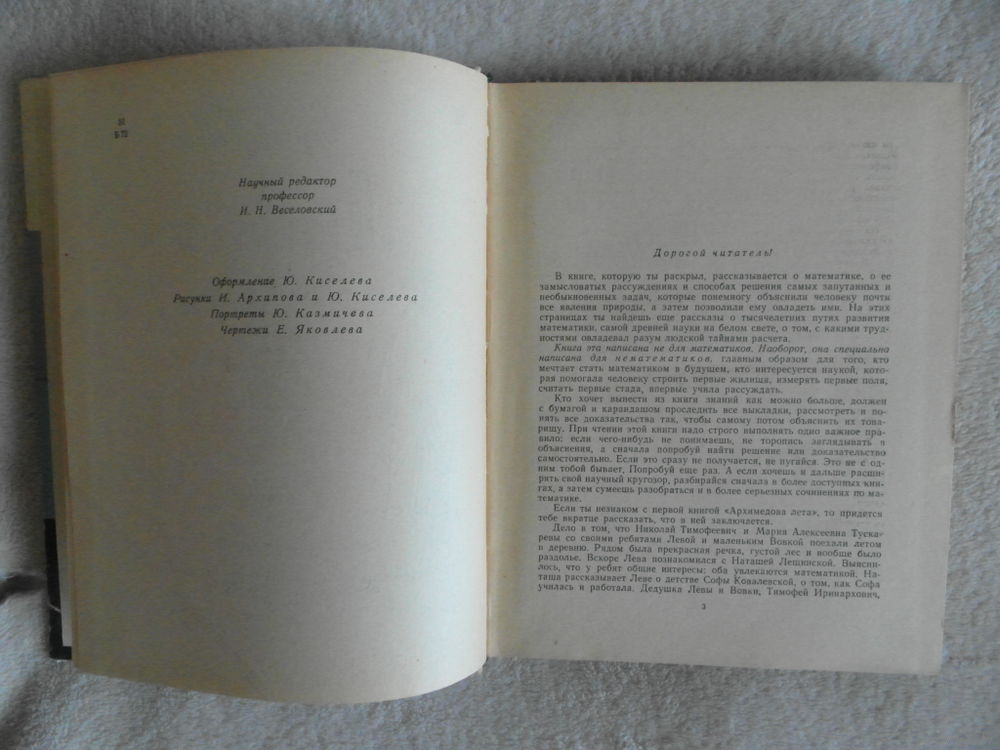 51
Б 73
Научный редактор
профессор
И. Н. Веселовский
Оформление Ю. Киселева
Рисунки И. Архипова и Ю. Киселева
Портреты Ю. Казмичева
Чертежи Е. Яковлева
Дорогой читатель!
В книге, которую ты раскрыл, рассказывается о математике, о ее
замысловатых рассуждениях и способах решения самых запутанных и
необыкновенных задач, которые понемногу объяснили человеку почти
все явления природы, а затем позволили ему овладеть ими. На этих
страницах ты найдешь еще рассказы о тысячелетних путях развития
математики, самой древней науки на белом свете, о том, с какими труд-
ностями овладевал разум людской тайнами расчета.
Книга эта написана не для математиков. Наоборот, она специально
написана для нематематиков, главным образом для того, кто
мечтает стать математиком в будущем, кто интересуется наукой, кото-
рая помогала человеку строить первые жилища, измерять первые поля,
считать первые стада, впервые учила рассуждать.
Кто хочет вынести из книги знаний как можно больше, должен
с бумагой и карандашом проследить все выкладки, рассмотреть и по-
нять все доказательства так, чтобы самому потом объяснить их това-
рищу. При чтении этой книги надо строго выполнять одно важное пра-
вило: если чего-нибудь не понимаешь, не торопись заглядывать в
объяснения, а сначала попробуй найти решение или доказательство
самостоятельно. Если это сразу не получается, не пугайся. Это не с од-
ним тобой бывает. Попробуй еще раз. А если хочешь и дальше расши-
рить свой научный кругозор, разбирайся сначала в более доступных кни-
гах, а затем сумеешь разобраться и в более серьезных сочинениях по ма-
тематике.
Если ты незнаком с первой книгой «Архимедова лета», то придется
тебе вкратце рассказать, что в ней заключается.
Дело в том, что Николай Тимофеевич и Мария Алексеевна Туска-
ревы со своими ребятами Левой и маленьким Вовкой поехали летом
в деревню. Рядом была прекрасная речка, густой лес и вообще было
раздолье. Вскоре Лева познакомился с Наташей Лещинской. Выясни-
лось, что у ребят общие интересы: оба увлекаются математикой. На-
таша рассказывает Леве о детстве Софы Ковалевской, о том, как Софа
училась и работала. Дедушка Левы и Вовки, Тимофей Иринархович,
3